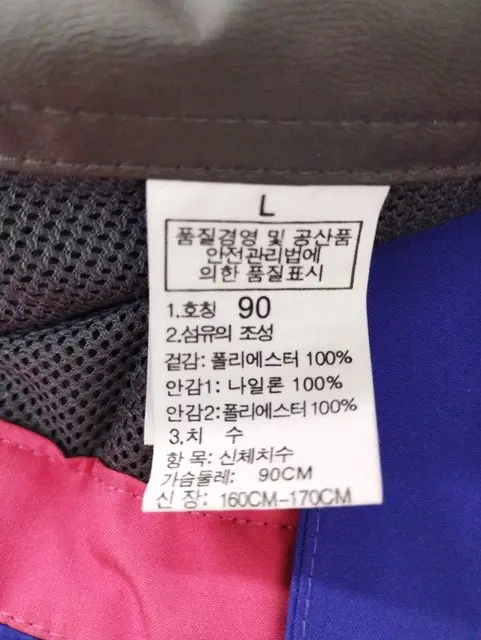 L
품질경영 및 공산품
안전관리법에
의한 품질표시
1.호칭 90
2.섬유의 조성
겉감: 폴리에스터 100%
안감1: 나일론 100%
안감2:폴리에스터 100%
3.치 수
항 목: 신체치수
가슴둘레: 90CM
신 장: 160CM-170CM